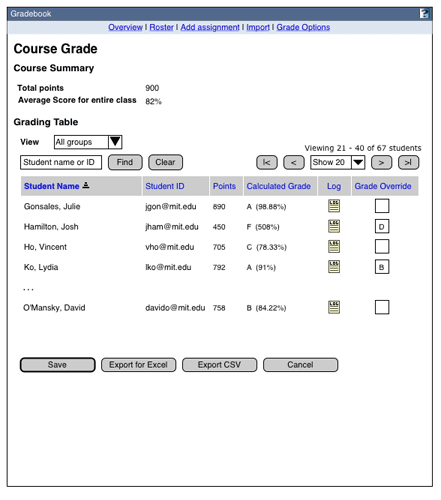 Gradebook
Overview | Roster | Add assignment | Import | Grade Options
Course Grade
Course Summary
Total points 900
Average Score for entire class 82%
Grading Table
View All groups
Viewing 21 - 40 of 67 students
Student name or ID Find Clear |< < Show 20 > >|
Student Name Student ID Points Calculated Grade Log Grade Override
Gonsales, Julie jgon@mit.edu 890 A (98.88%) LOG
Hamilton, Josh jham@mit.edu 450 F (508%) LOG D
Ho, Vincent vho@mit.edu 705 C (78.33%) LOG
Ko, Lydia lko@mit.edu 792 A (91%) LOG B
...
O'Mansky, David davido@mit.edu 758 B (84.22%) LOG
Save Export for Excel Export CSV Cancel